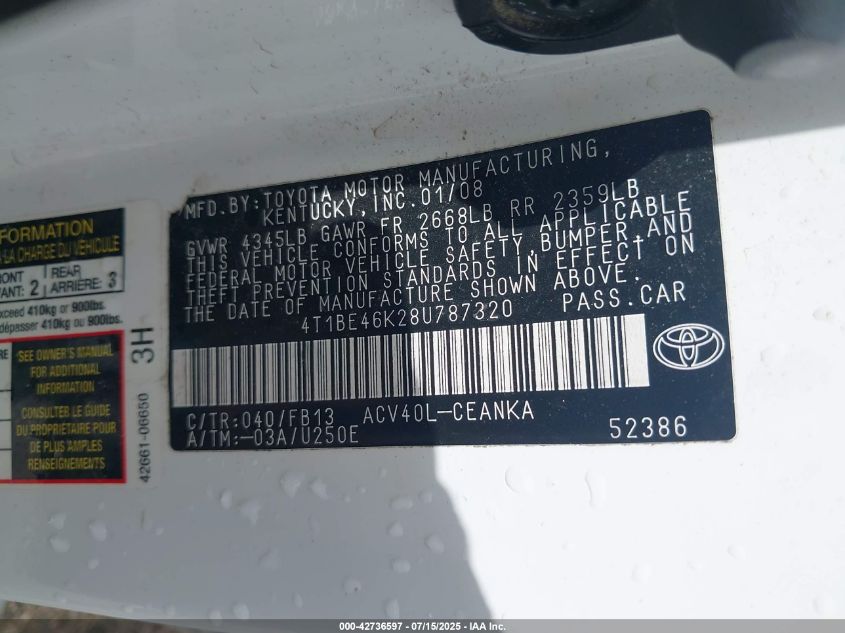 MFD.BY:TOYOTA MOTOR MANUFACTURING,
KENTUCKY, INC. 01/08
GVWR 4345LB GAWR FR 2668LB RR 2359LB
THIS VEHICLE CONFORMS TO ALL APPLICABLE
FEDERAL MOTOR VEHICLE SAFETY, BUMPER, AND
THEFT PREVENTION STANDARDS IN EFFECT ON
THE DATE OF MANUFACTURE SHOWN ABOVE.
4T1BE46K28U787320 PASS.CAR
C/TR:040/FB13 ACV40L-CEANKA
A/TM:-03A/U250E 52386
FORMATION
LA CHARGE DU VÉHICULE
RONT
REAR
TANT: 2
ARRIÈRE: 3
exceed 410kg or 900lbs.
dépasser 410kg ou 900lbs.
SEE OWNER'S MANUAL
FOR ADDITIONAL
INFORMATION
CONSULTER LE GUIDE
DU PROPRIÉTAIRE POUR
DE PLUS AMPLES
RENSEIGNEMENTS
3H
42661-06650
000-42736597 - 07/15/2025 - IAA Inc.